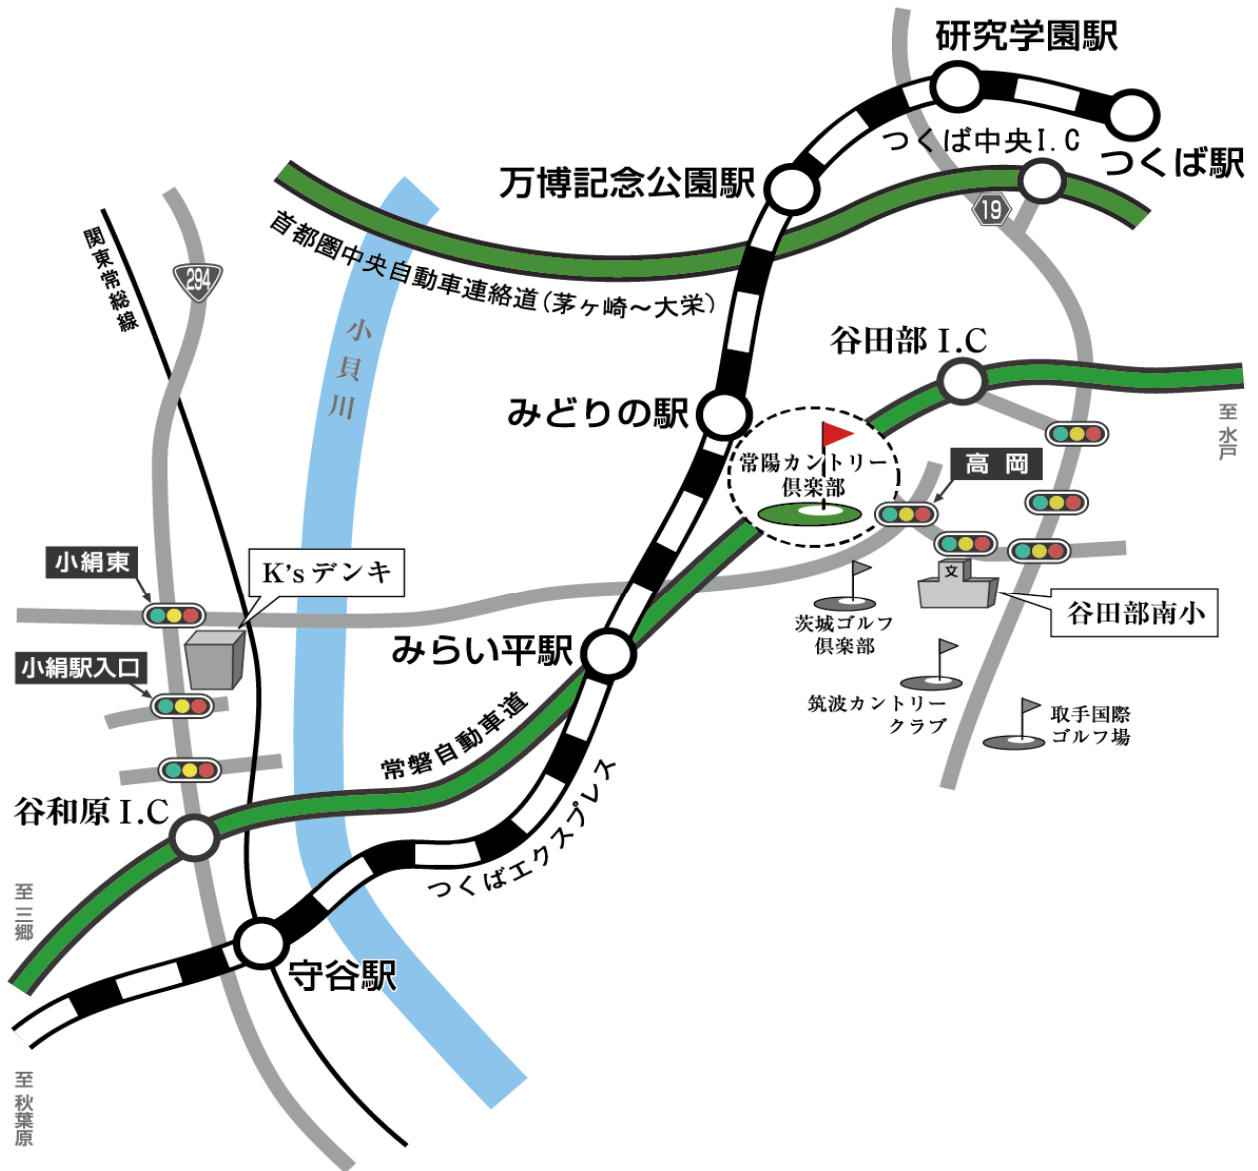 研究学園駅
つくば中央I.C
つくば駅
万博記念公園駅
19
首都圏中央自動車連絡道(茅ヶ崎～大栄)
関東常総線
294
小貝川
谷田部 I.C
至 水戸
みどりの駅
常陽カントリー
倶楽部
高岡
小絹東
K'sデンキ
文
谷田部南小
茨城ゴルフ
倶楽部
みらい平駅
小絹駅入口
筑波カントリー
クラブ
取手国際
ゴルフ場
常磐自動車道
つくばエクスプレス
谷和原 I.C
至 三郷
守谷駅
至 秋葉原